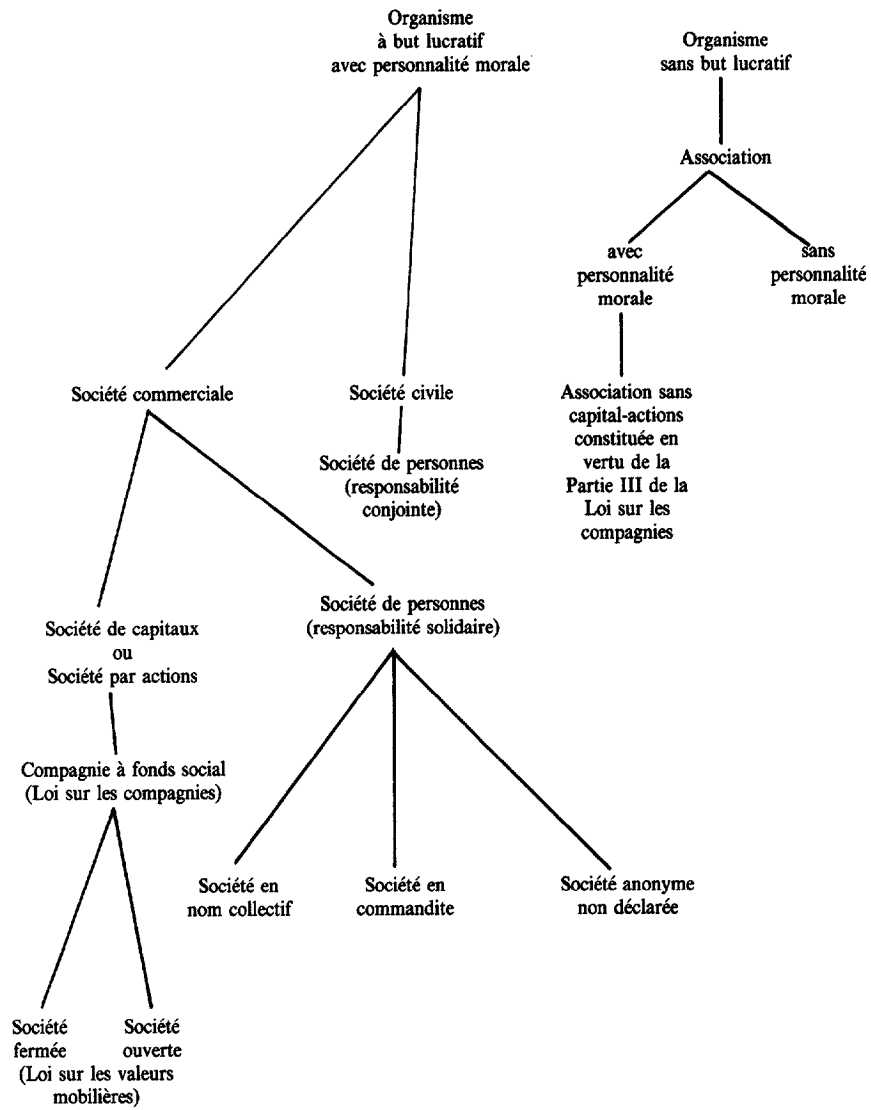 Organisme
à but lucratif
avec personnalité morale
Organisme
sans but lucratif
Association
avec
personnalité
morale
sans
personnalité
morale
Société commerciale
Société civile
Association sans
capital-actions
constituée en
vertu de la
Partie III de la
Loi sur les
compagnies
Société de personnes
(responsabilité
conjointe)
Société de capitaux
ou
Société par actions
Société de personnes
(responsabilité solidaire)
Compagnie à fonds social
(Loi sur les compagnies)
Société en
nom collectif
Société en
commandite
Société anonyme
non déclarée
Société
fermée
Société
ouverte
(Loi sur les valeurs
mobilières)